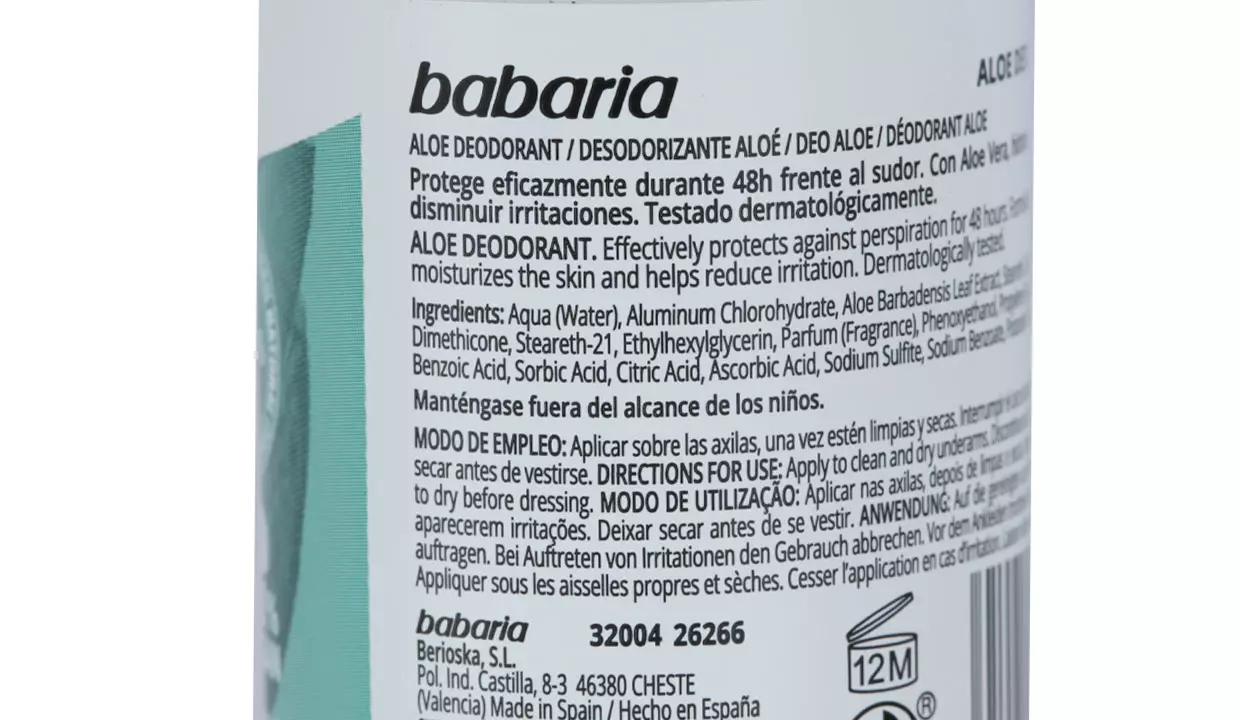 babaria
ALOE
ALOE DEODORANT / DESODORIZANTE ALOÉ / DEO ALOE / DÉODORANT ALOE
Protege eficazmente durante 48h frente al sudor. Con Aloe Vera,
disminuir irritaciones. Testado dermatológicamente.
ALOE DEODORANT. Effectively protects against perspiration for 48 hours.
moisturizes the skin and helps reduce irritation. Dermatologically tested.
Ingredients: Aqua (Water), Aluminum Chlorohydrate, Aloe Barbadensis Leaf Extract,
Dimethicone, Steareth-21, Ethylhexylglycerin, Parfum (Fragrance), Phenoxyethanol,
Benzoic Acid, Sorbic Acid, Citric Acid, Ascorbic Acid, Sodium Sulfite, Sodium Benzoate,
Manténgase fuera del alcance de los niños.
MODO DE EMPLEO: Aplicar sobre las axilas, una vez estén limpias y secas. Interrumpir
secar antes de vestirse. DIRECTIONS FOR USE: Apply to clean and dry underarms.
to dry before dressing. MODO DE UTILIZAÇÃO: Aplicar nas axilas, depois de limpas
aparecerem irritações. Deixar secar antes de se vestir. ANWENDUNG: Auf die
auftragen. Bei Auftreten von Irritationen den Gebrauch abbrechen. Vor dem Ankleiden
Appliquer sous les aisselles propres et sèches. Cesser l'application en cas d'irritation.
babaria
32004 26266
Berioska, S.L.
Pol. Ind. Castilla, 8-3 46380 CHESTE
(Valencia) Made in Spain / Hecho en España
12M
®